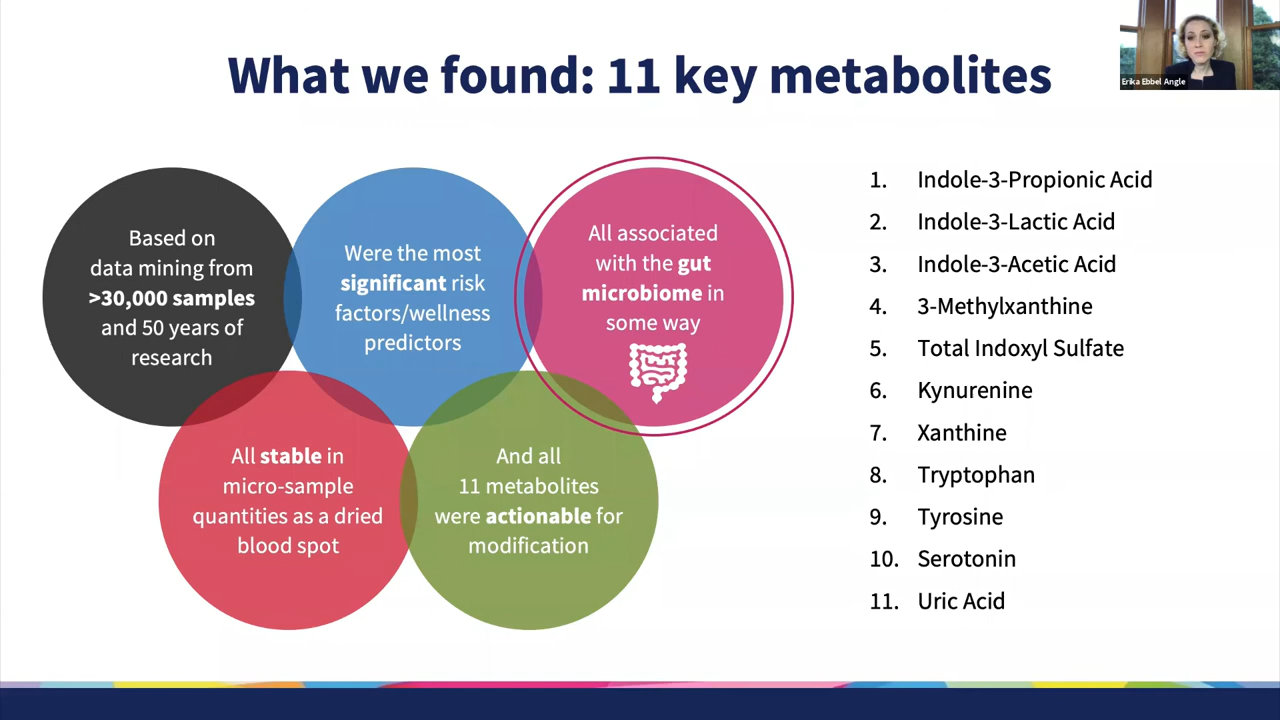 What we found: 11 key metabolites
Erika Ebbel Angle
Based on
data mining from
>30,000 samples
and 50 years of
research
Were the most
significant risk
factors/wellness
predictors
All associated
with the gut
microbiome in
some way
All stable in
micro-sample
quantities as a dried
blood spot
And all
11 metabolites
were actionable for
modification
1. Indole-3-Propionic Acid
2. Indole-3-Lactic Acid
3. Indole-3-Acetic Acid
4. 3-Methylxanthine
5. Total Indoxyl Sulfate
6. Kynurenine
7. Xanthine
8. Tryptophan
9. Tyrosine
10. Serotonin
11. Uric Acid